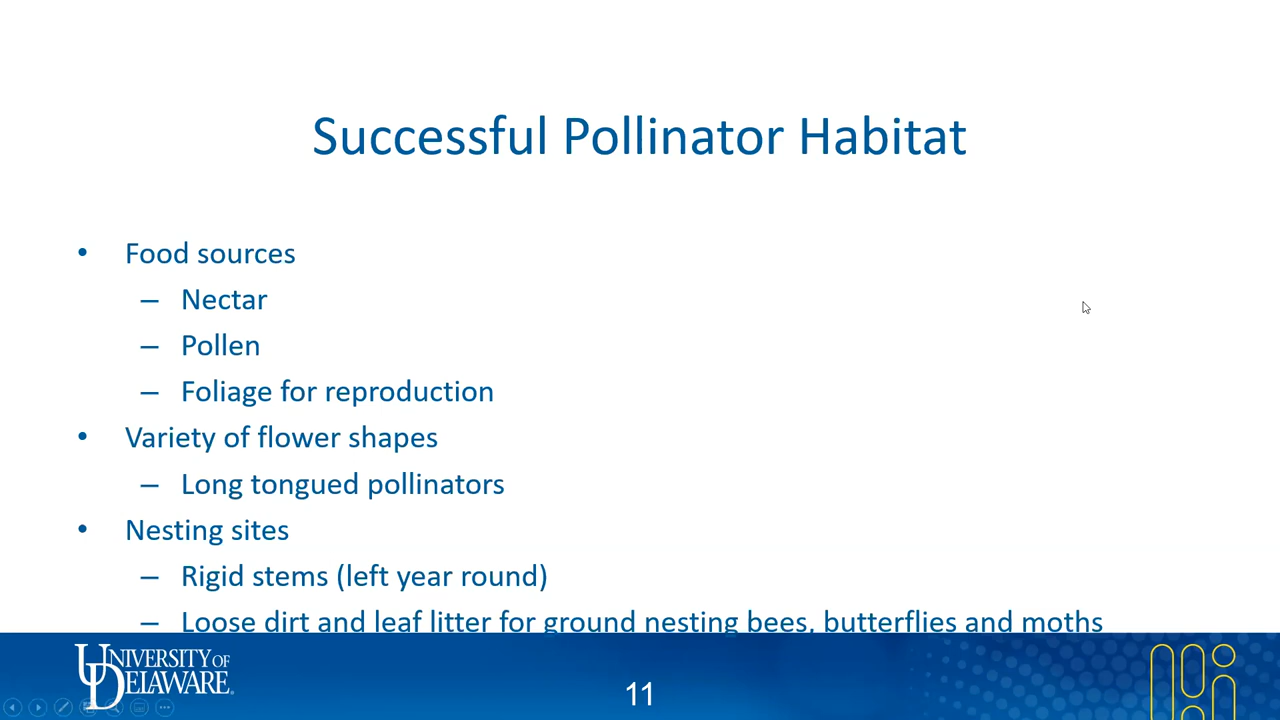 Successful Pollinator Habitat
• Food sources
– Nectar
– Pollen
– Foliage for reproduction
• Variety of flower shapes
– Long tongued pollinators
• Nesting sites
– Rigid stems (left year round)
– Loose dirt and leaf litter for ground nesting bees, butterflies and moths
UNIVERSITY OF
DELAWARE
11